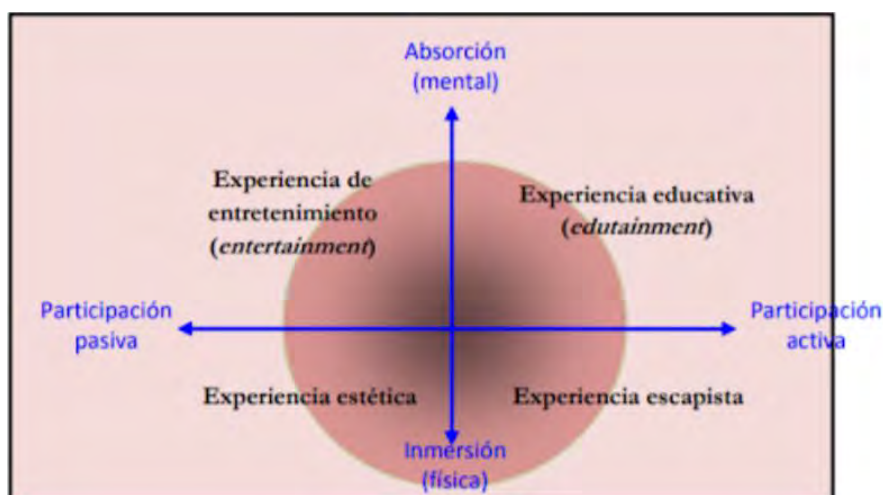 Absorción
(mental)
Experiencia de
entretenimiento
(entertainment)
Experiencia educativa
(edutainment)
Participación
pasiva
Participación
activa
Experiencia estética
Experiencia escapista
Inmersión
(física)